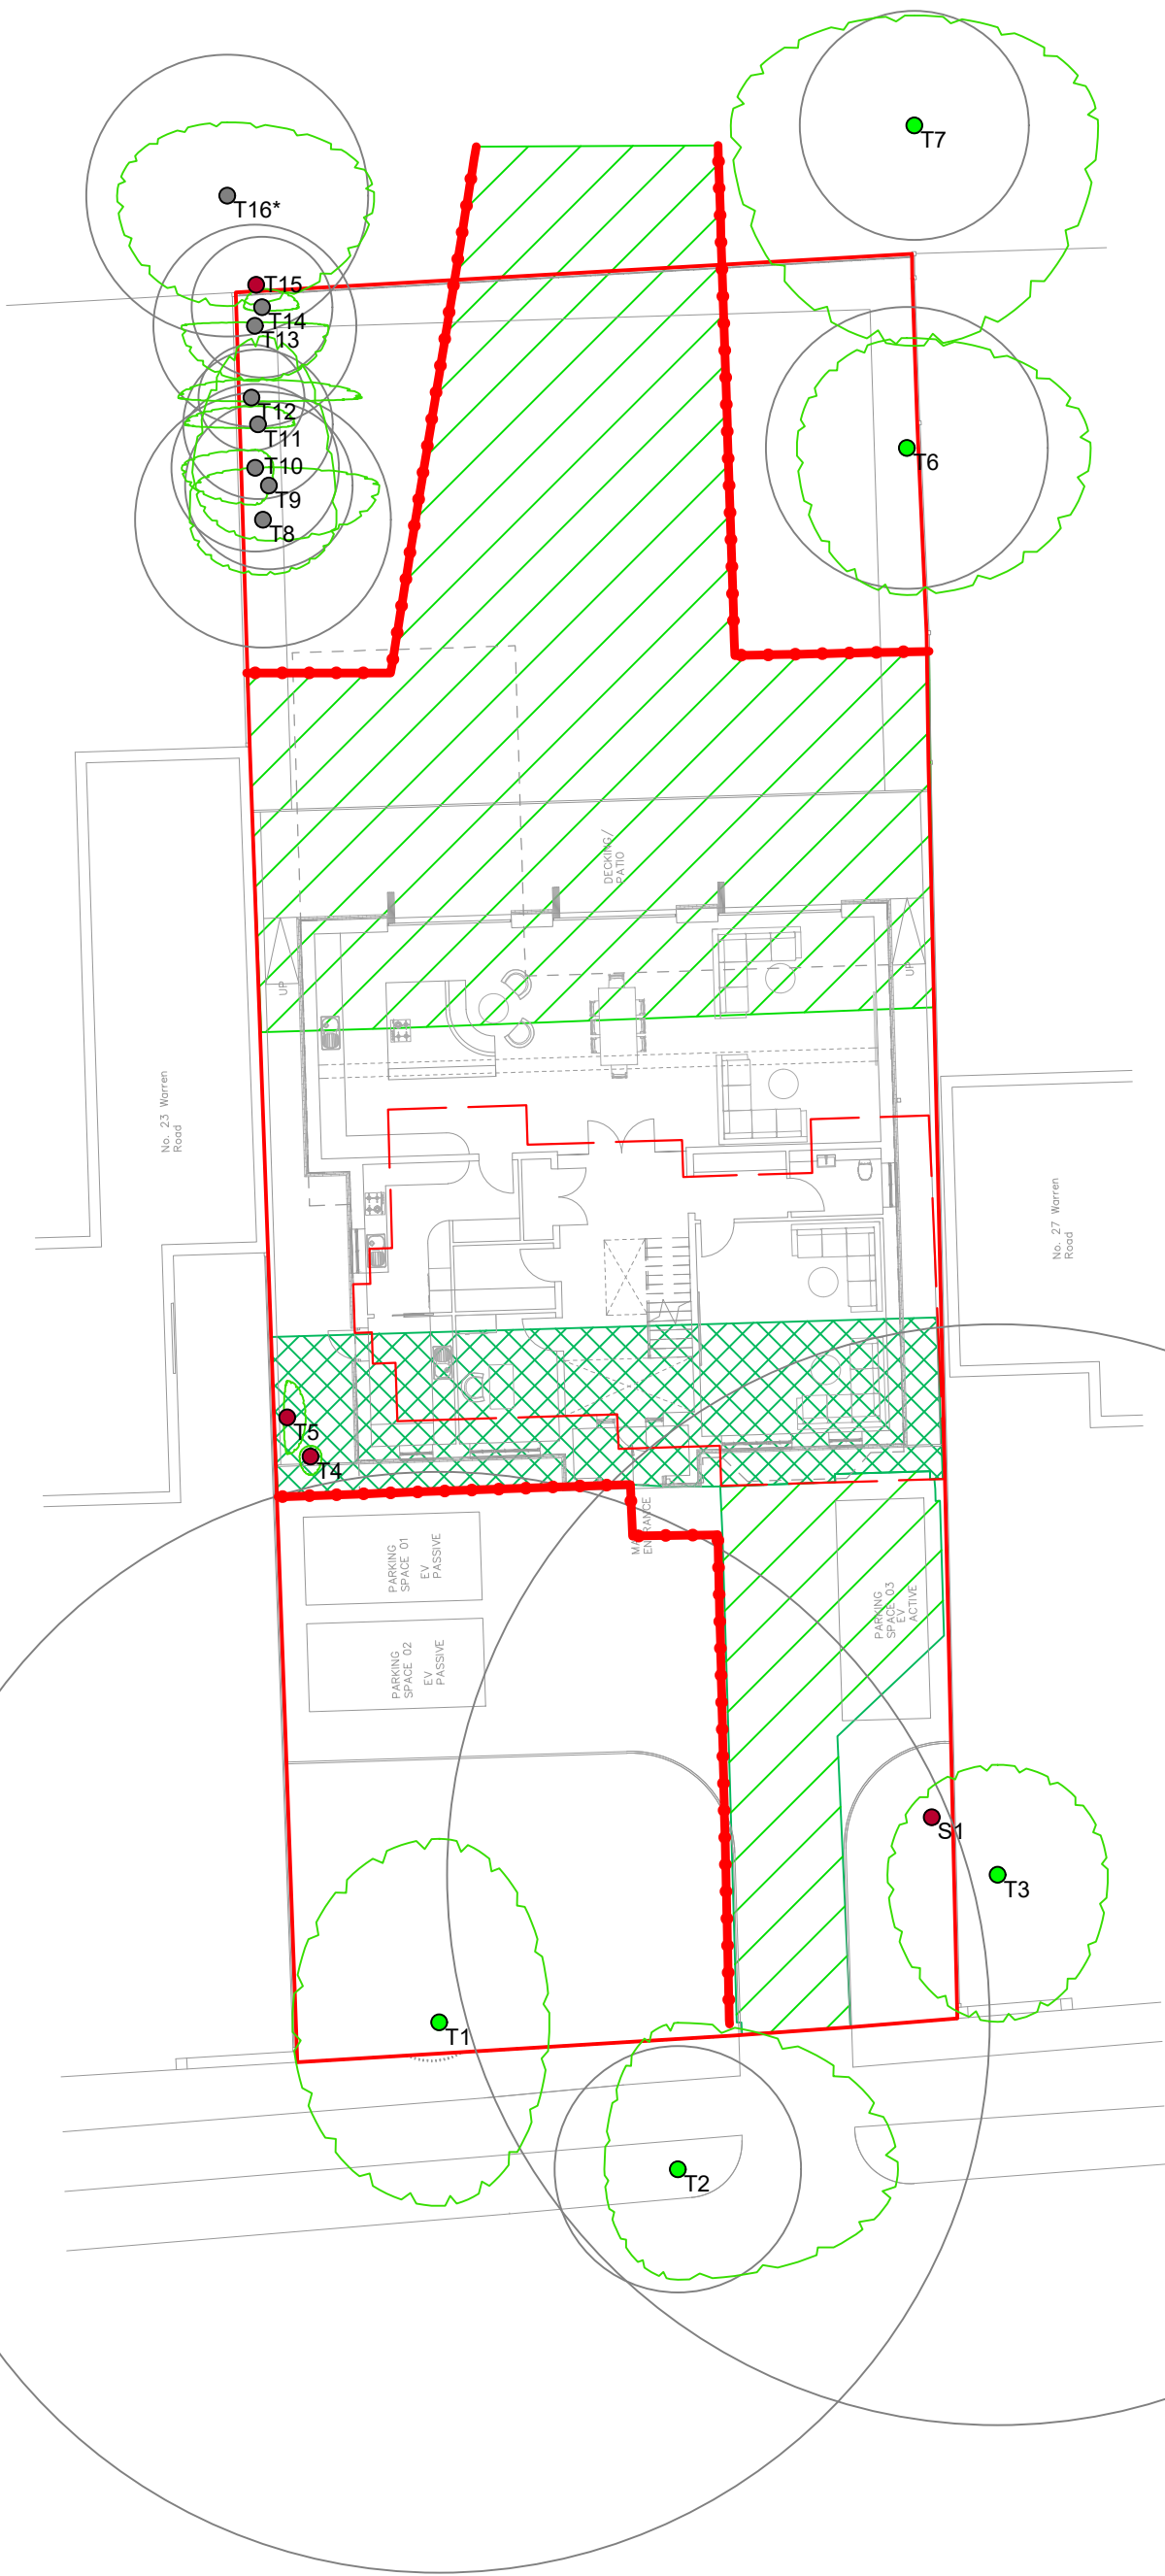 T7
T16*
T15
T14
T13
T12
T11
T10
T9
T8
T6
DECKING/
PATIO
UP
UP
No. 23 Warren
Road
No. 27 Warren
Road
T5
T4
ENTRANCE
PARKING
SPACE 01
EV
PASSIVE
PARKING
SPACE 02
EV
PASSIVE
PARKING
SPACE 03
EV
ACTIVE
S1
T3
T1
T2